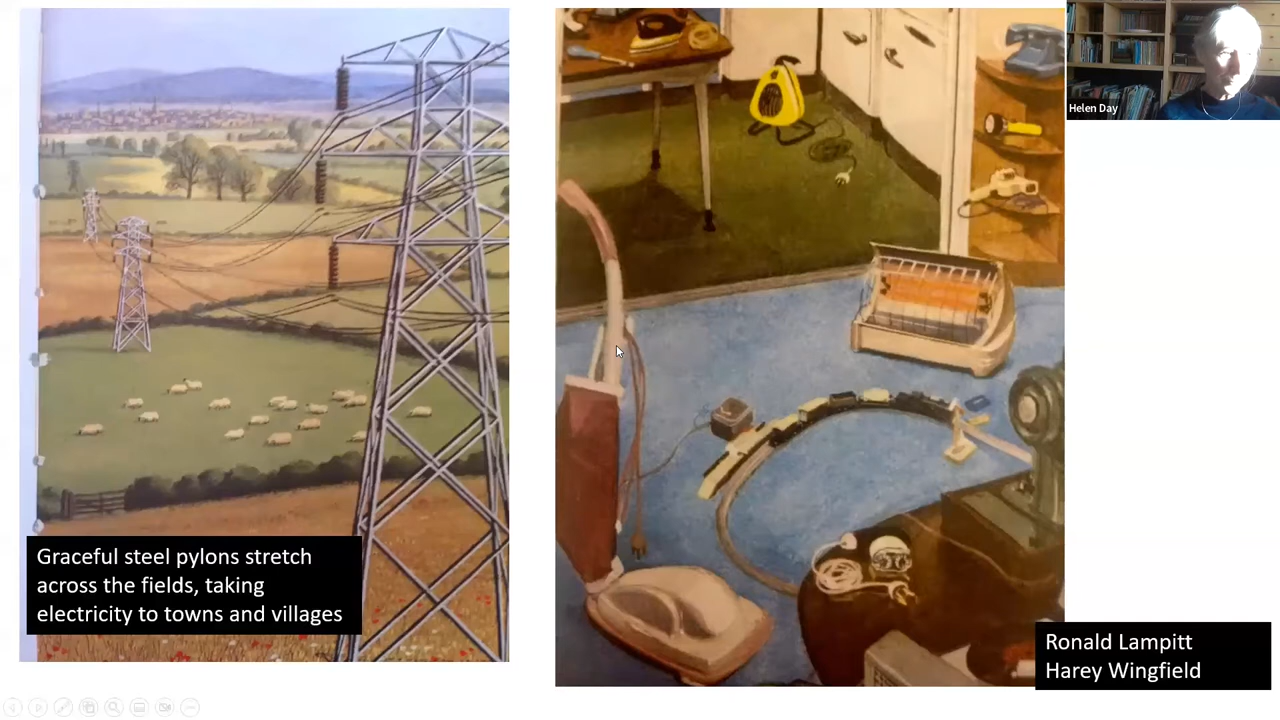 Helen Day
Graceful steel pylons stretch
across the fields, taking
electricity to towns and villages
Ronald Lampitt
Harey Wingfield